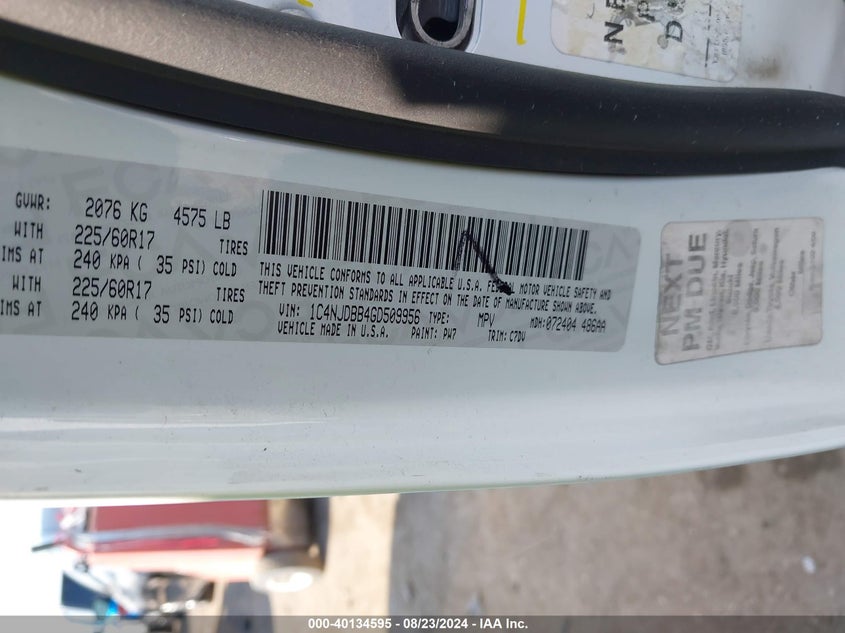 GVWR: 2076 KG 4575 LB
WITH 225/60R17 TIRES
IMS AT 240 KPA ( 35 PSI) COLD
WITH 225/60R17 TIRES
IMS AT 240 KPA ( 35 PSI) COLD
THIS VEHICLE CONFORMS TO ALL APPLICABLE U.S.A. FE MOTOR VEHICLE SAFETY AND
THEFT PREVENTION STANDARDS IN EFFECT ON THE DATE OF MANUFACTURE SHOWN ABOVE.
VIN: 1C4NJDBB4GD509956 TYPE: MPV MDH: 072404 486AA
VEHICLE MADE IN U.S.A. PAINT: PW7 TRIM: C7DV
NEXT
PM DUE
000-40134595 - 08/23/2024 - IAA Inc.